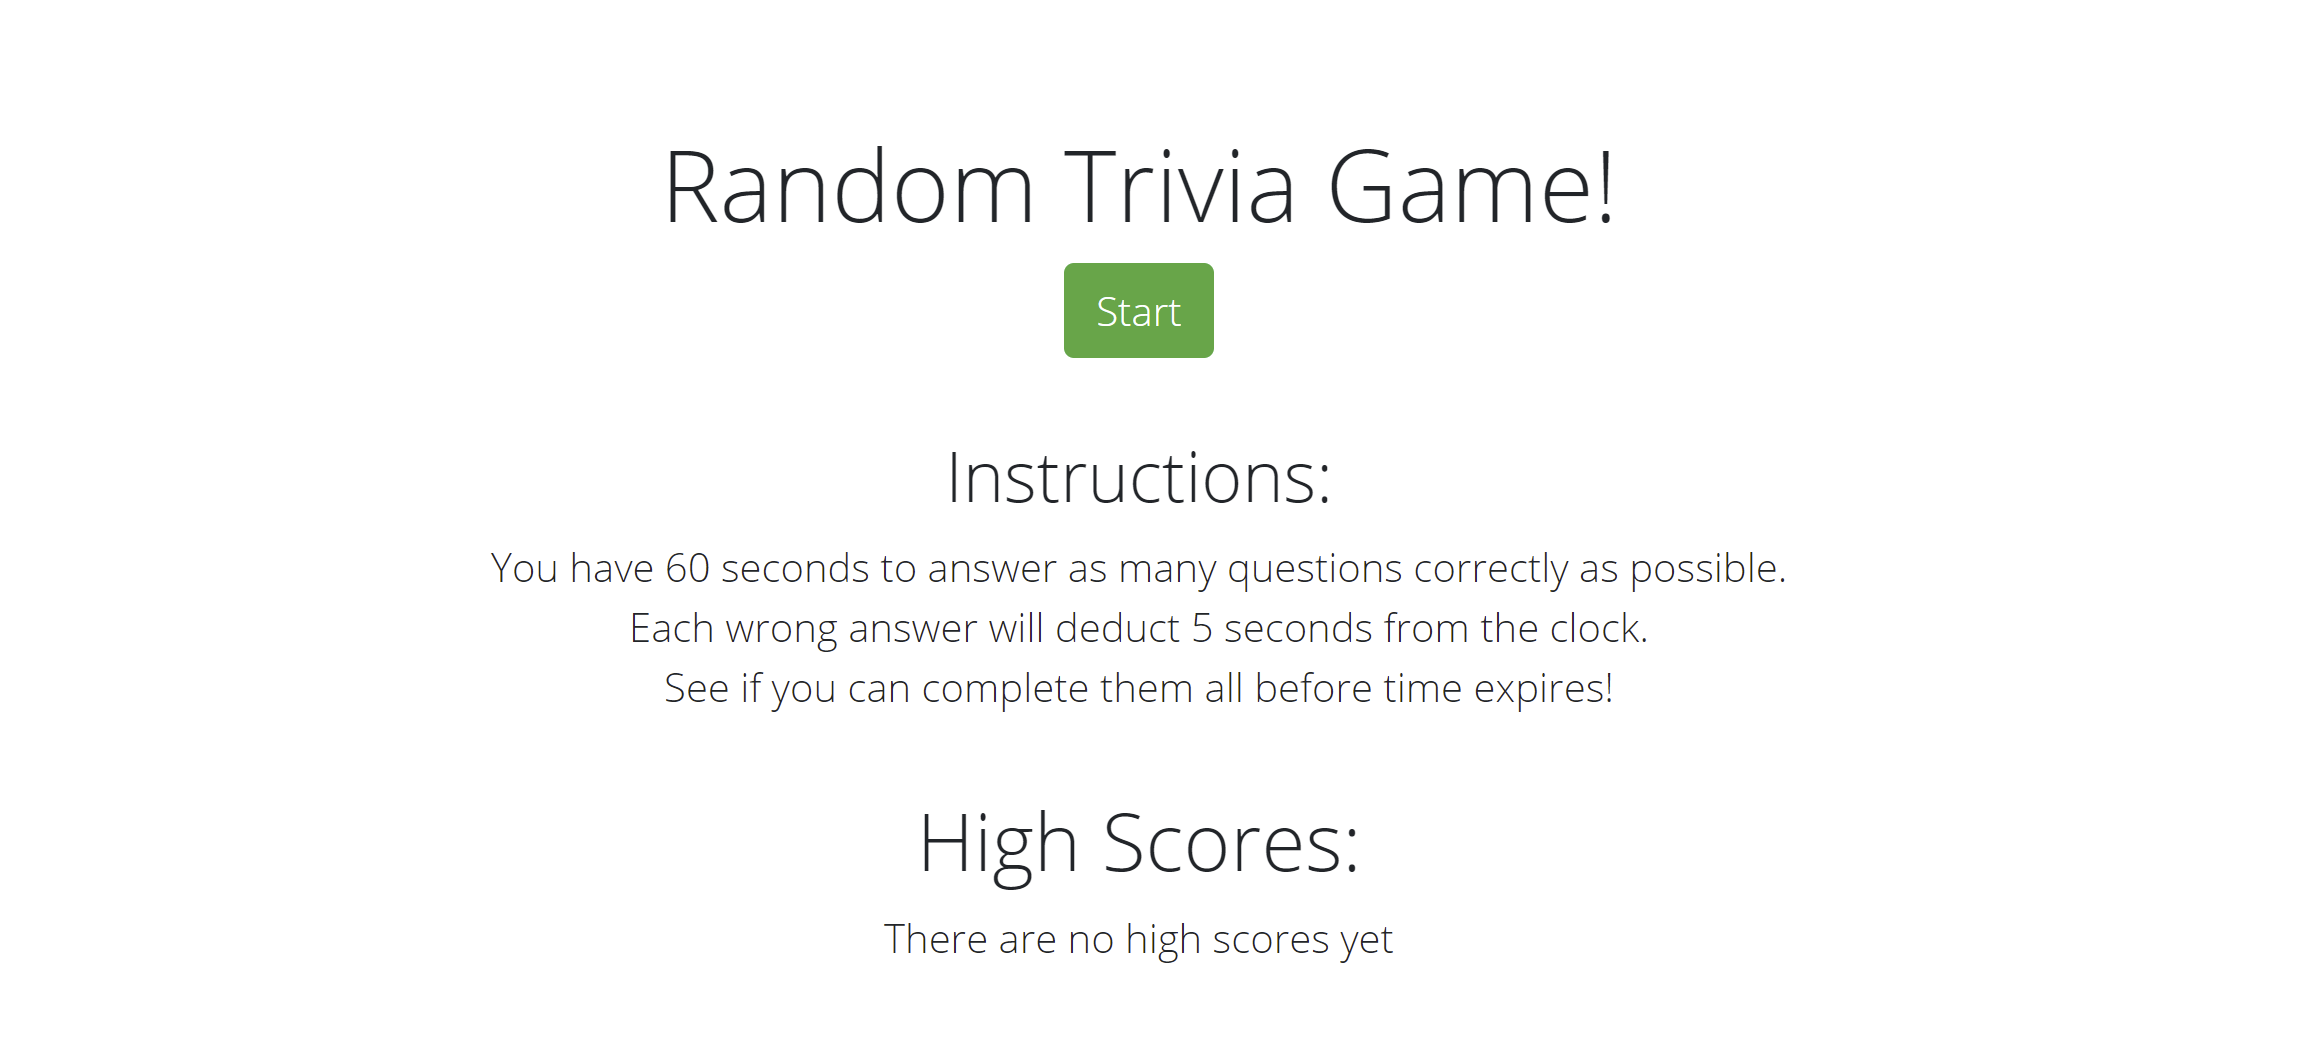 Random Trivia Game!
Start
Instructions:
You have 60 seconds to answer as many questions correctly as possible.
Each wrong answer will deduct 5 seconds from the clock.
See if you can complete them all before time expires!
High Scores:
There are no high scores yet